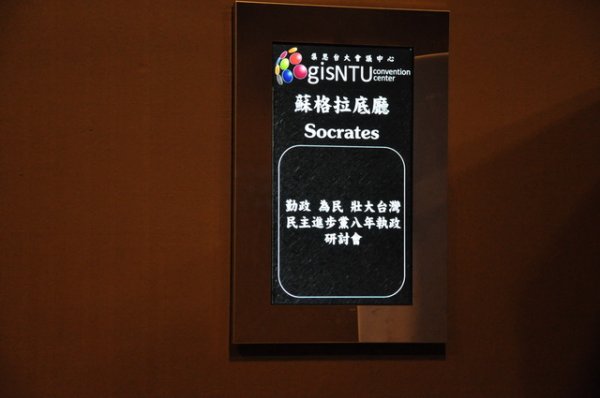 集思台大會議中心
gisNTU convention
center
蘇格拉底廳
Socrates
勤政 為民 壯大台灣
民主進步黨八年執政
研討會